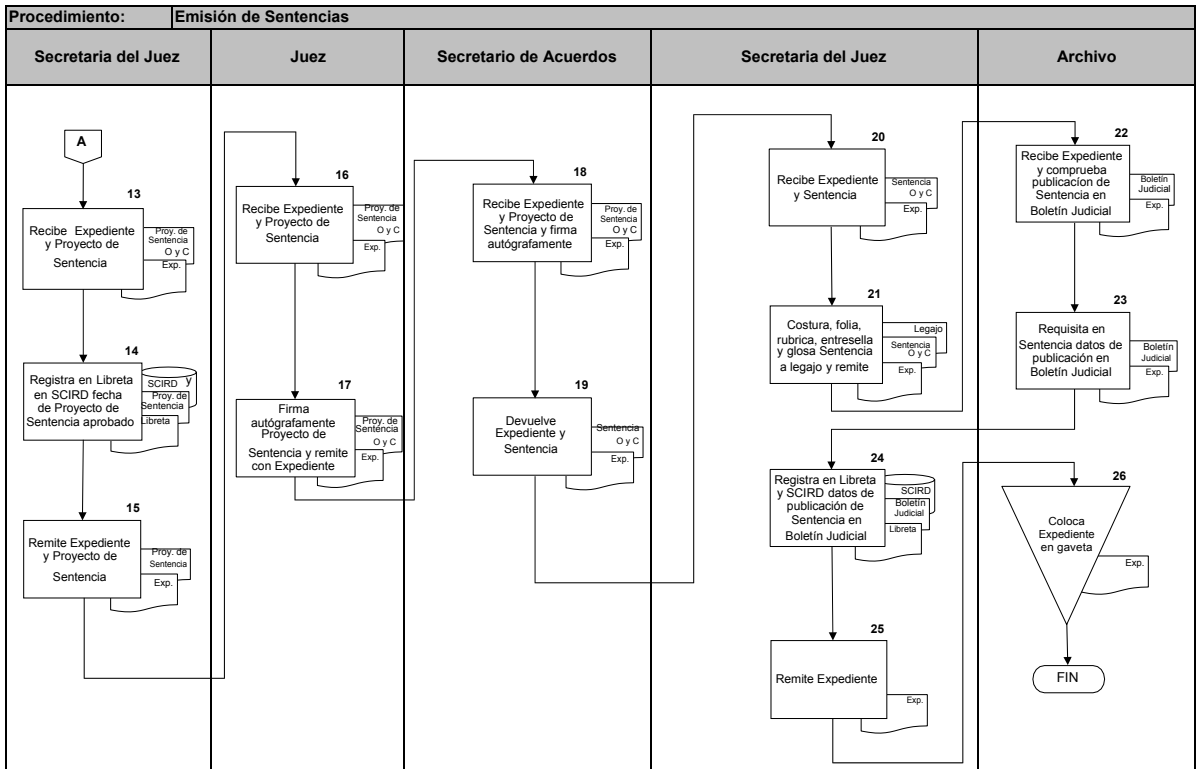 Procedimiento: Emisión de Sentencias
Secretaria del Juez
Juez
Secretario de Acuerdos
Secretaria del Juez
Archivo
A
13
Recibe Expediente
y Proyecto de
Sentencia
Proy. de
Sentencia
O y C
Exp.
14
Registra en Libreta
en SCIRD fecha
de Proyecto de
Sentencia aprobado
SCIRD y
Proy. de
Sentencia
Libreta
15
Remite Expediente
y Proyecto de
Sentencia
Proy. de
Sentencia
Exp.
16
Recibe Expediente
y Proyecto de
Sentencia
Proy. de
Sentencia
O y C
Exp.
17
Firma
autógrafamente
Proyecto de
Sentencia y remite
con Expediente
Proy. de
Sentencia
O y C
Exp.
18
Recibe Expediente
y Proyecto de
Sentencia y firma
autógrafamente
Proy. de
Sentencia
O y C
Exp.
19
Devuelve
Expediente y
Sentencia
Sentencia
O y C
Exp.
20
Recibe Expediente
y Sentencia
Sentencia
O y C
Exp.
21
Costura, folia,
rubrica, entresella
y glosa Sentencia
a legajo y remite
Legajo
Sentencia
O y C
Exp.
22
Recibe Expediente
y comprueba
publicación de
Sentencia en
Boletín Judicial
Boletín
Judicial
Exp.
23
Requisita en
Sentencia datos de
publicación en
Boletín Judicial
Boletín
Judicial
Exp.
24
Registra en Libreta
y SCIRD datos de
publicación de
Sentencia en
Boletín Judicial
SCIRD
Boletín
Judicial
Libreta
25
Remite Expediente
Exp.
26
Coloca
Expediente
en gaveta
Exp.
FIN